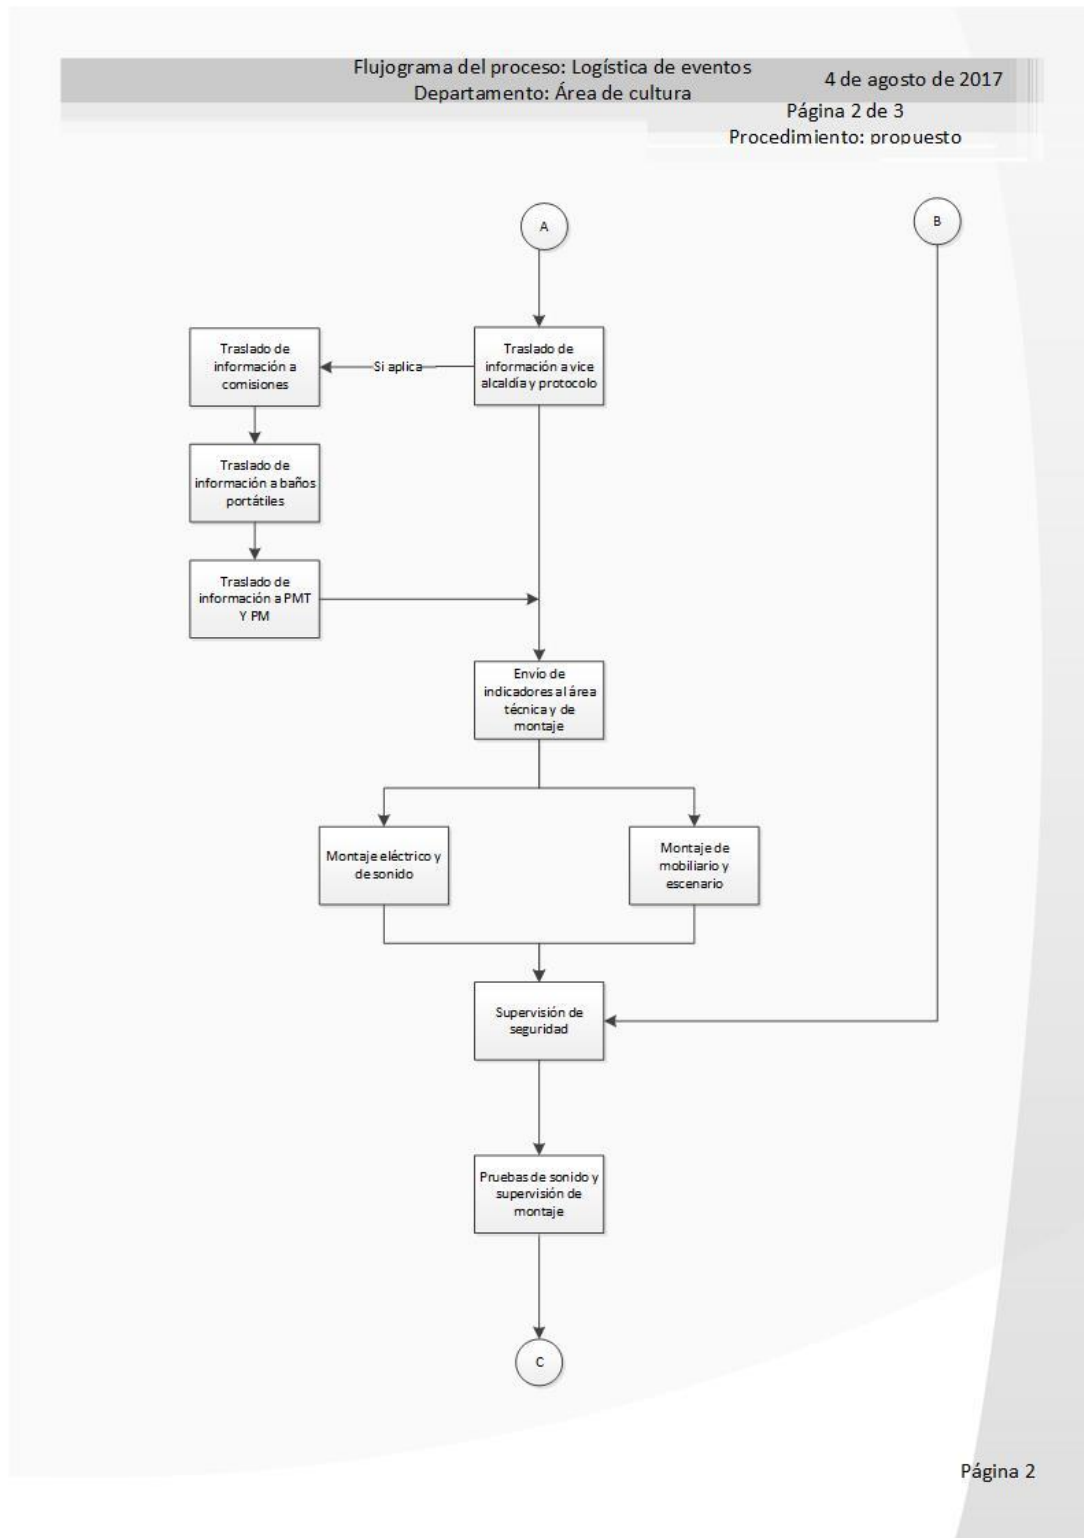 Flujograma del proceso: Logística de eventos
Departamento: Área de cultura
4 de agosto de 2017
Página 2 de 3
Procedimiento: propuesto
A
B
Traslado de
información a
comisiones
Si aplica
Traslado de
información a vice
alcaldía y protocolo
Traslado de
información a baños
portátiles
Traslado de
información a PMT
Y PM
Envío de
indicadores al área
técnica y de
montaje
Montaje eléctrico y
de sonido
Montaje de
mobiliario y
escenario
Supervisión de
seguridad
Pruebas de sonido y
supervisión de
montaje
C
Página 2